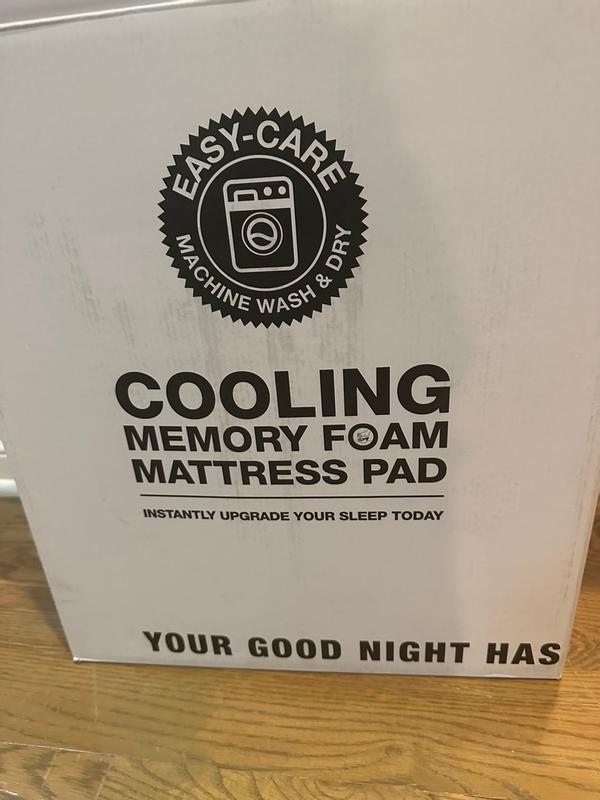 EASY-CARE
MACHINE WASH & DRY
COOLING
MEMORY FOAM
MATTRESS PAD
INSTANTLY UPGRADE YOUR SLEEP TODAY
YOUR GOOD NIGHT HAS